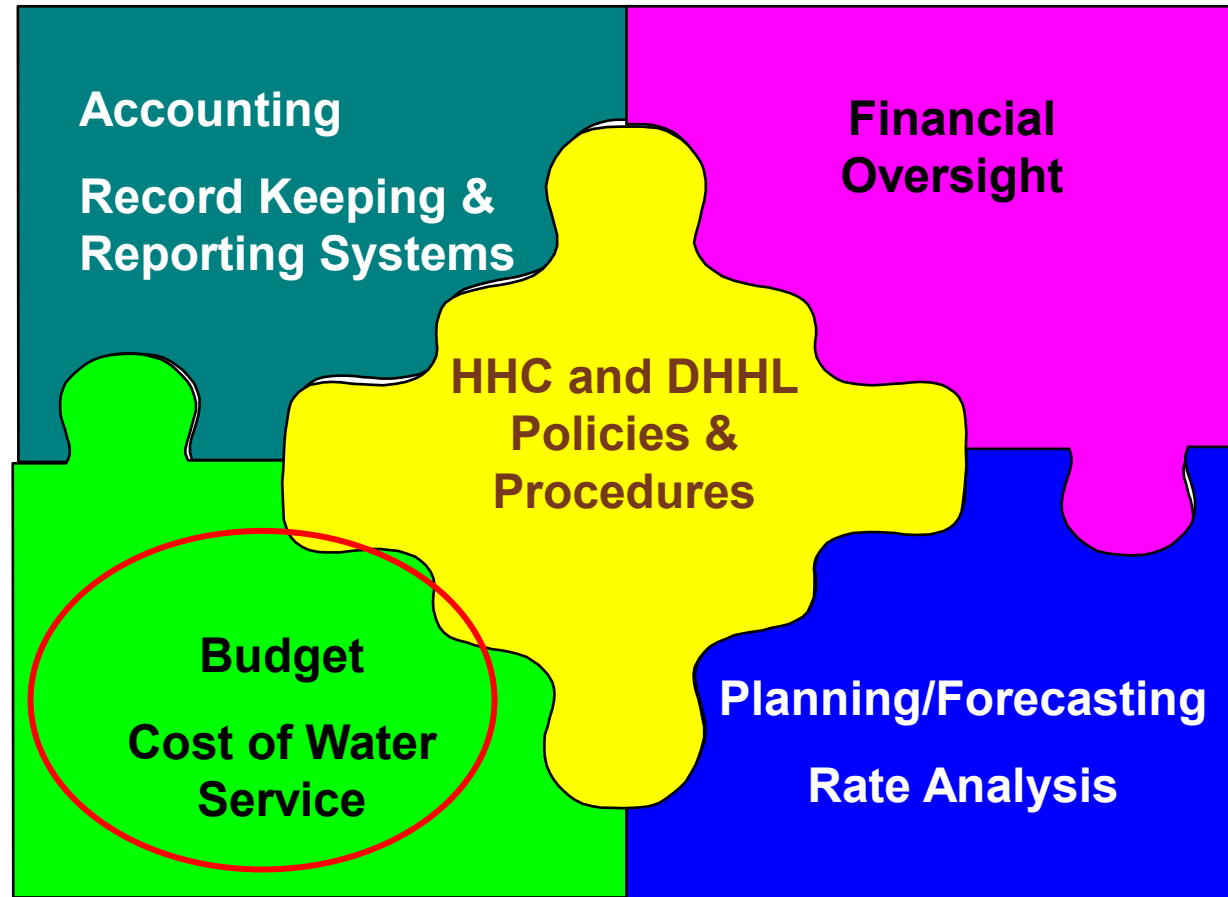 Accounting
Record Keeping &
Reporting Systems
Financial
Oversight
HHC and DHHL
Policies &
Procedures
Budget
Cost of Water
Service
Planning/Forecasting
Rate Analysis